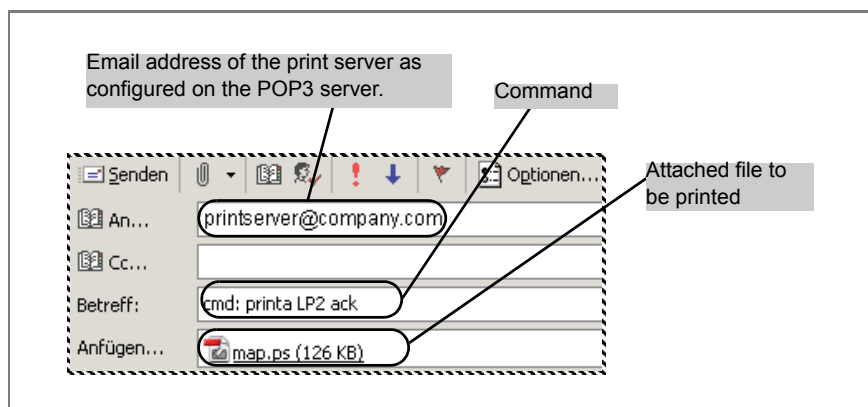 Email address of the print server as
configured on the POP3 server.
Command
Attached file to
be printed
Senden
Optionen...
An...
printserver@company.com
Cc...
Betreff:
cmd: printa LP2 ack
Anfügen...
map.ps (126 KB)